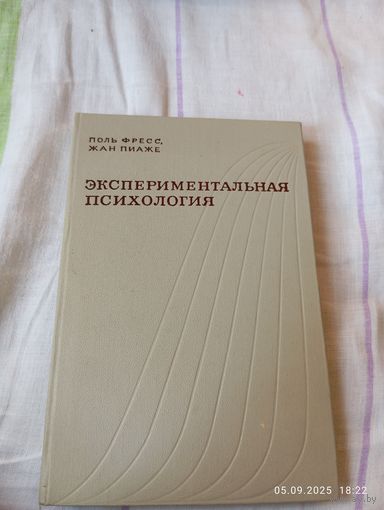 ПОЛЬ ФРЕСС,
ЖАН ПИАЖЕ
ЭКСПЕРИМЕНТАЛЬНАЯ
ПСИХОЛОГИЯ
05.09.2025 18:22